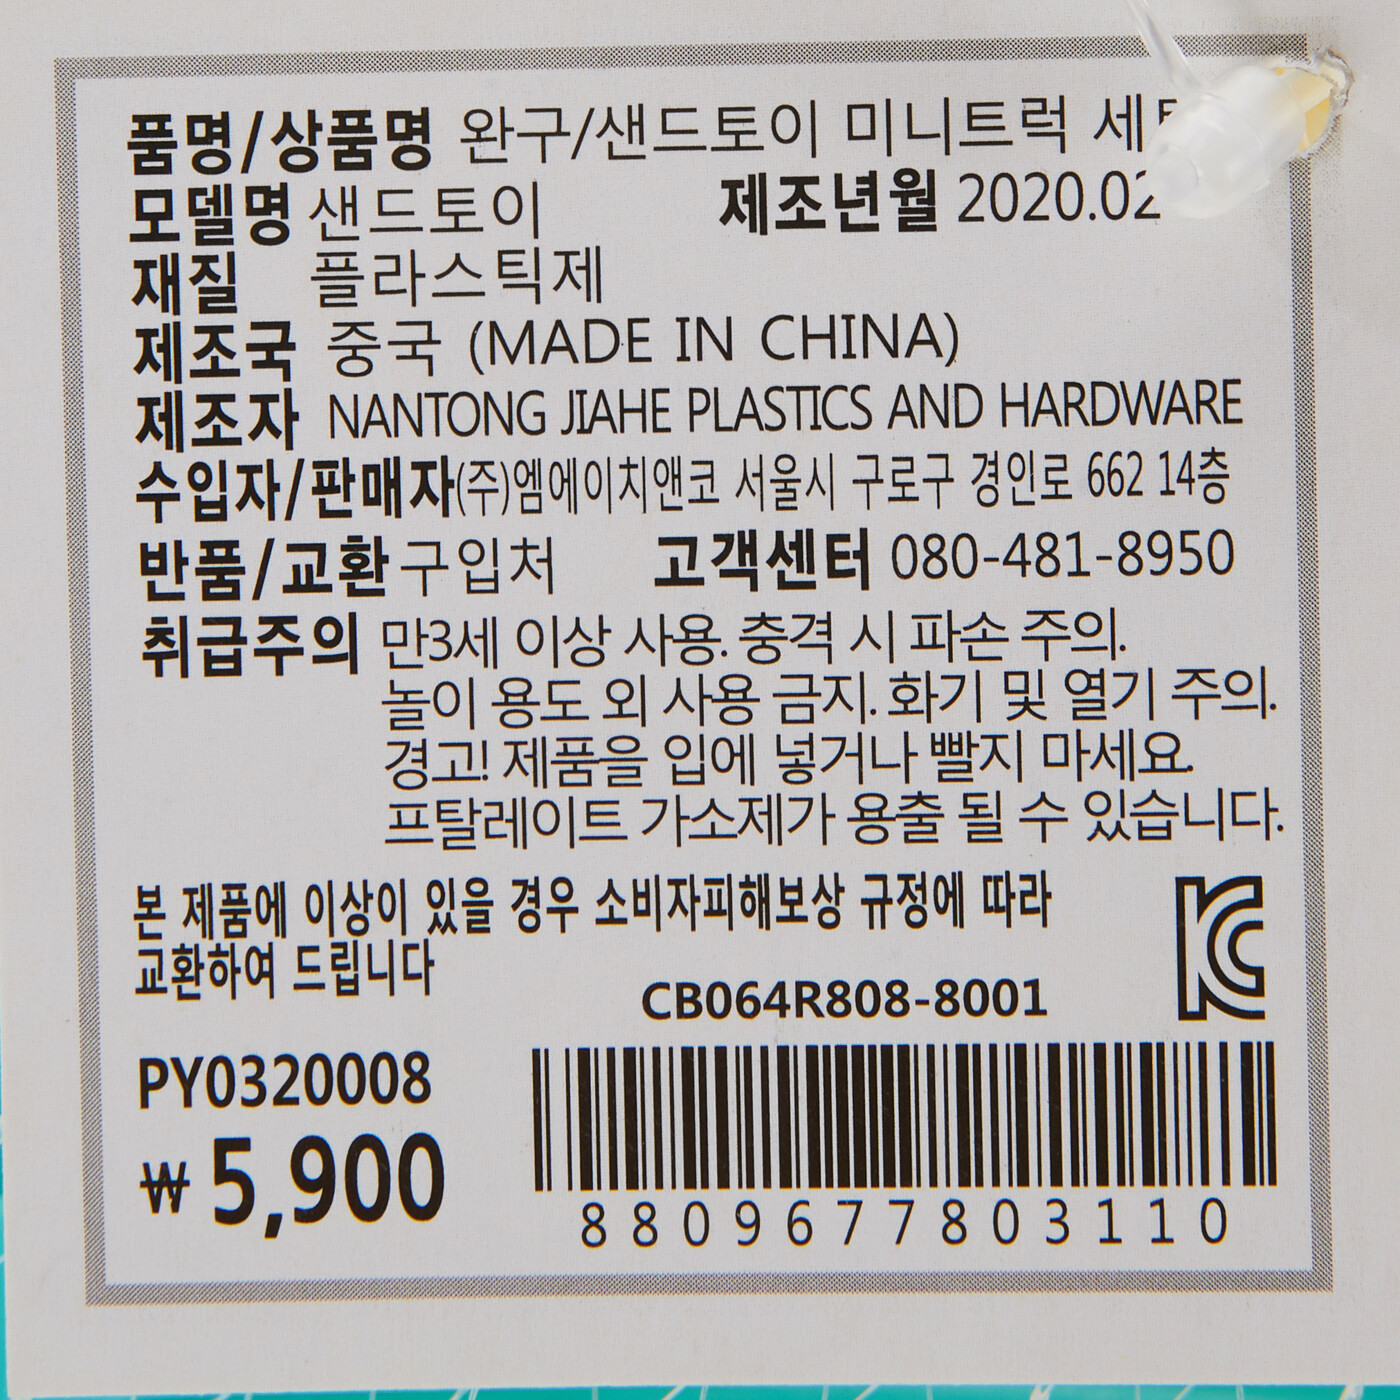 품명/상품명 완구/샌드토이 미니트럭
모델명 샌드토이 제조년월 2020.02
재질 플라스틱제
제조국 중국 (MADE IN CHINA)
제조자 NANTONG JIAHE PLASTICS AND HARDWARE
수입자/판매자(주)엠에이치앤코 서울시 구로구 경인로 662 14층
반품/교환 구입처 고객센터 080-481-8950
취급주의 만3세 이상 사용. 충격 시 파손 주의.
놀이 용도 외 사용 금지. 화기 및 열기 주의.
경고! 제품을 입에 넣거나 빨지 마세요.
프탈레이트 가소제가 용출 될 수 있습니다.
본 제품에 이상이 있을 경우 소비자피해보상 규정에 따라
교환하여 드립니다
KC
CB064R808-8001
PY0320008
₩5,900
8809677803110